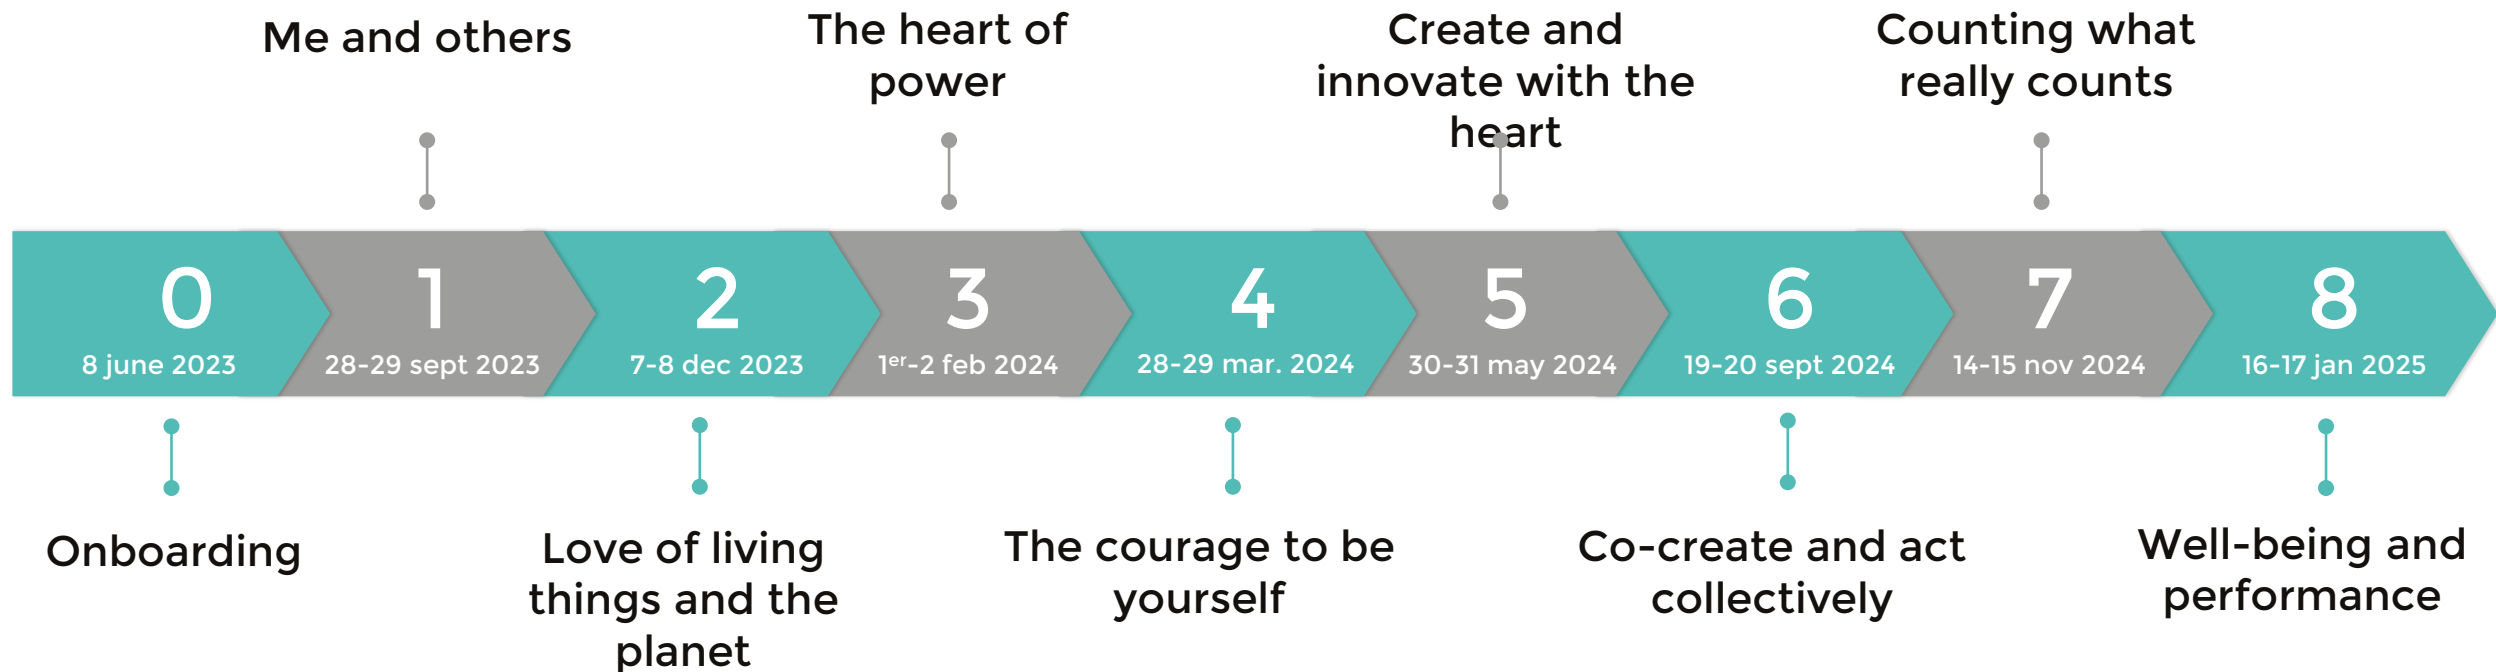 Me and others
The heart of
power
Create and
innovate with the
heart
Counting what
really counts
0
8 june 2023
1
28-29 sept 2023
2
7-8 dec 2023
3
1er-2 feb 2024
4
28-29 mar. 2024
5
30-31 may 2024
6
19-20 sept 2024
7
14-15 nov 2024
8
16-17 jan 2025
Onboarding
Love of living
things and the
planet
The courage to be
yourself
Co-create and act
collectively
Well-being and
performance